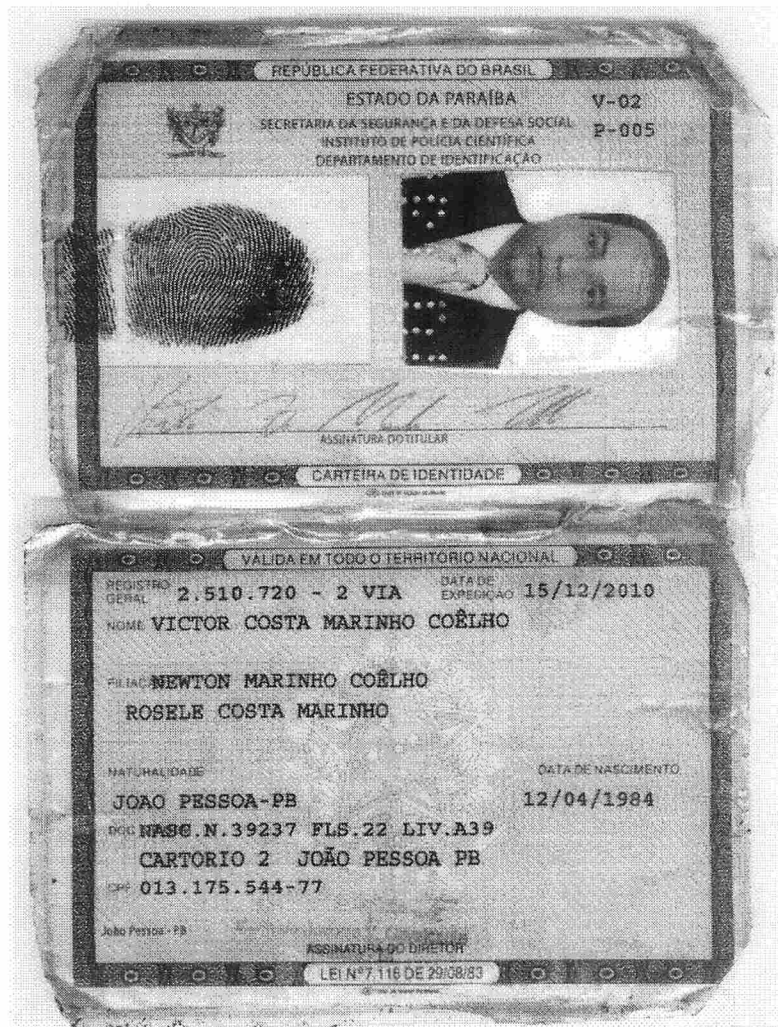 REPÚBLICA FEDERATIVA DO BRASIL
ESTADO DA PARAÍBA
V-02
SECRETARIA DA SEGURANÇA E DA DEFESA SOCIAL
P-005
INSTITUTO DE POLÍCIA CIENTÍFICA
DEPARTAMENTO DE IDENTIFICAÇÃO
ASSINATURA DO TITULAR
CARTEIRA DE IDENTIDADE
VÁLIDA EM TODO O TERRITÓRIO NACIONAL
REGISTRO GERAL 2.510.720 - 2 VIA DATA DE EXPEDIÇÃO 15/12/2010
NOME VICTOR COSTA MARINHO COÊLHO
FILIAÇÃO NEWTON MARINHO COÊLHO
ROSELE COSTA MARINHO
NATURALIDADE DATA DE NASCIMENTO
JOAO PESSOA-PB 12/04/1984
DOC NASC.N.39237 FLS.22 LIV.A39
CARTORIO 2 JOÃO PESSOA PB
CPF 013.175.544-77
João Pessoa - PB
ASSINATURA DO DIRETOR
LEI Nº 7.116 DE 29/08/83